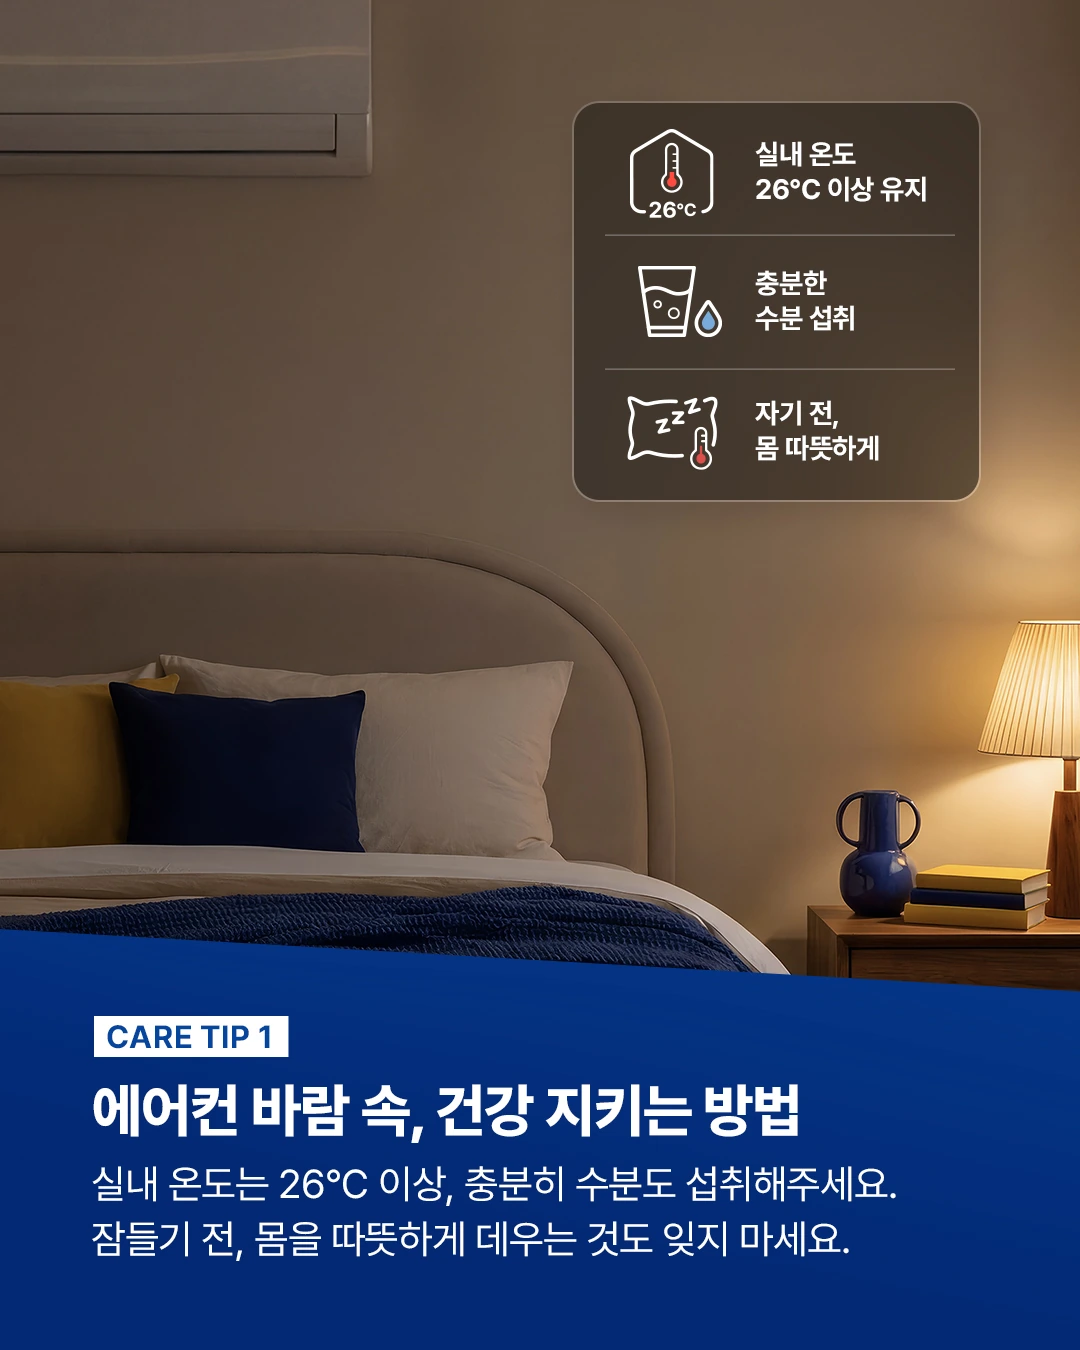 26°C
실내 온도
26°C 이상 유지
충분한
수분 섭취
zzz
자기 전,
몸 따뜻하게
CARE TIP 1
에어컨 바람 속, 건강 지키는 방법
실내 온도는 26°C 이상, 충분히 수분도 섭취해주세요.
잠들기 전, 몸을 따뜻하게 데우는 것도 잊지 마세요.